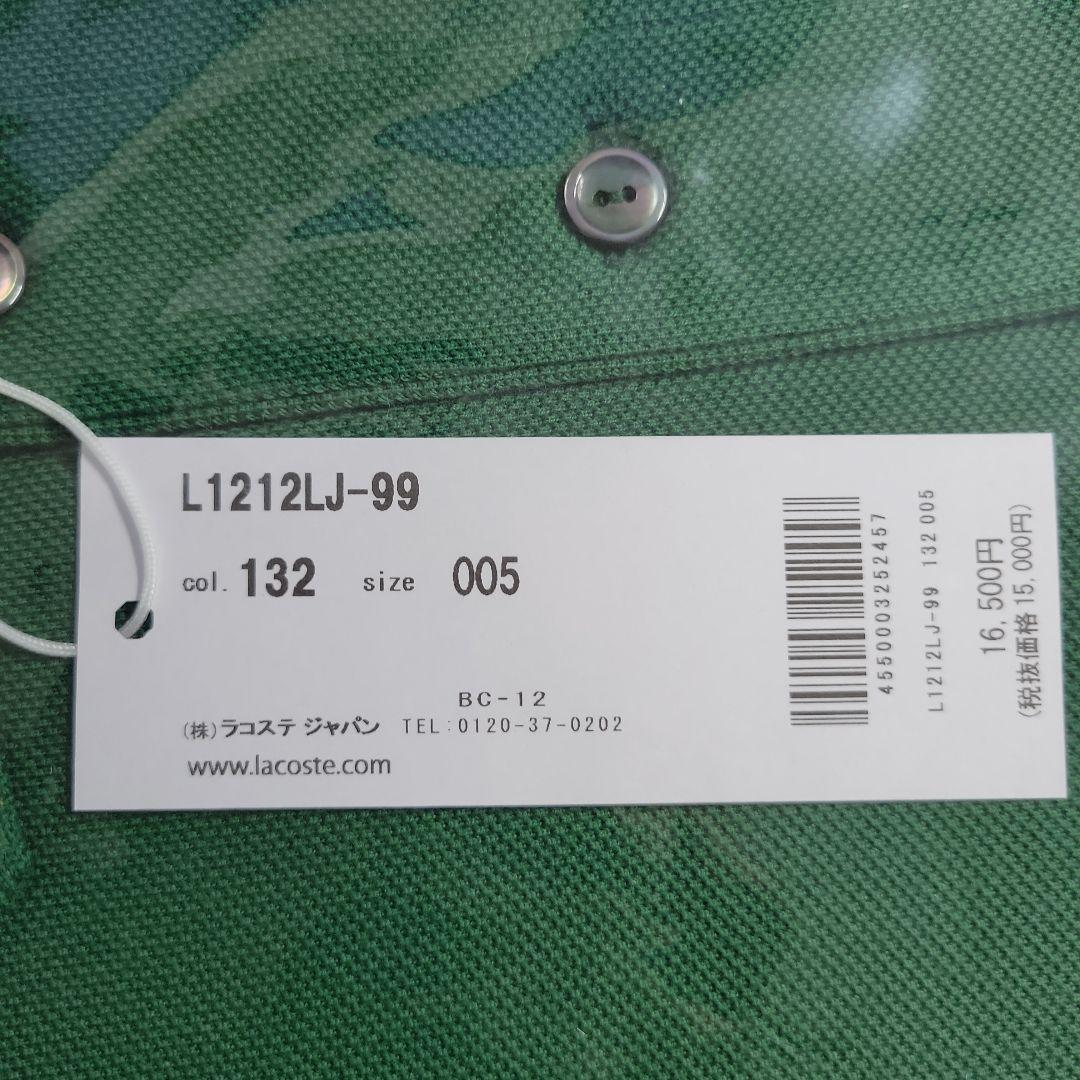 L1212LJ-99
col. 132 size 005
BC-12
(株)ラコステ ジャパン TEL:0120-37-0202
www.lacoste.com
4550003252457
L1212LJ-99 132 005
16,500円
(税抜価格15,000円)